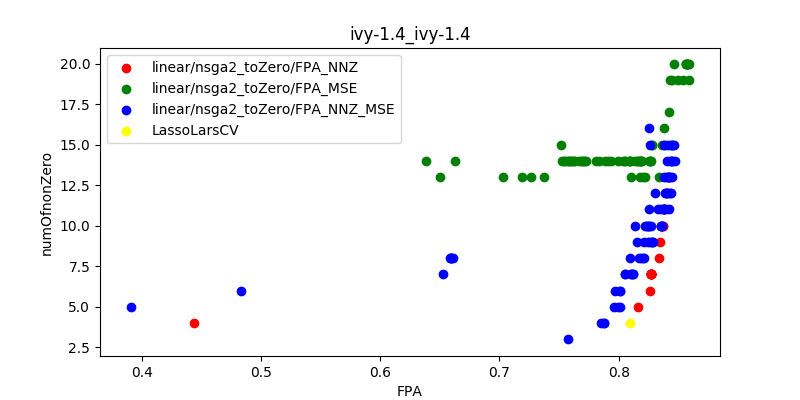 ivy-1.4_ivy-1.4
linear/nsga2_toZero/FPA_NNZ
linear/nsga2_toZero/FPA_MSE
linear/nsga2_toZero/FPA_NNZ_MSE
LassoLarsCV
numOfnonZero
20.0
17.5
15.0
12.5
10.0
7.5
5.0
2.5
0.4 0.5 0.6 0.7 0.8
FPA